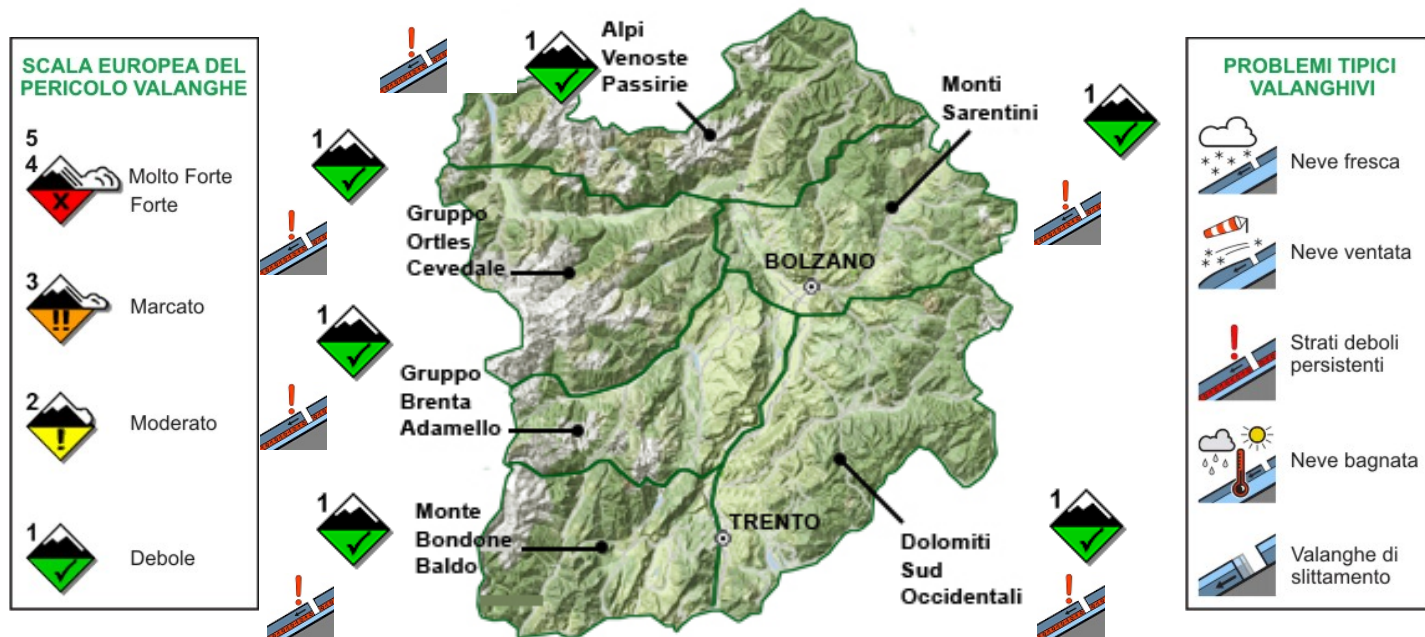 SCALA EUROPEA DEL
PERICOLO VALANGHE
5
4
Molto Forte
Forte
3
Marcato
2
Moderato
1
Debole
1
Alpi
Venoste
Passirie
Monti
Sarentini
1
1
Gruppo
Ortles
Cevedale
BOLZANO
1
Gruppo
Brenta
Adamello
1
Monte
Bondone
Baldo
TRENTO
Dolomiti
Sud
Occidentali
1
PROBLEMI TIPICI
VALANGHIVI
Neve fresca
Neve ventata
Strati deboli
persistenti
Neve bagnata
Valanghe di
slittamento